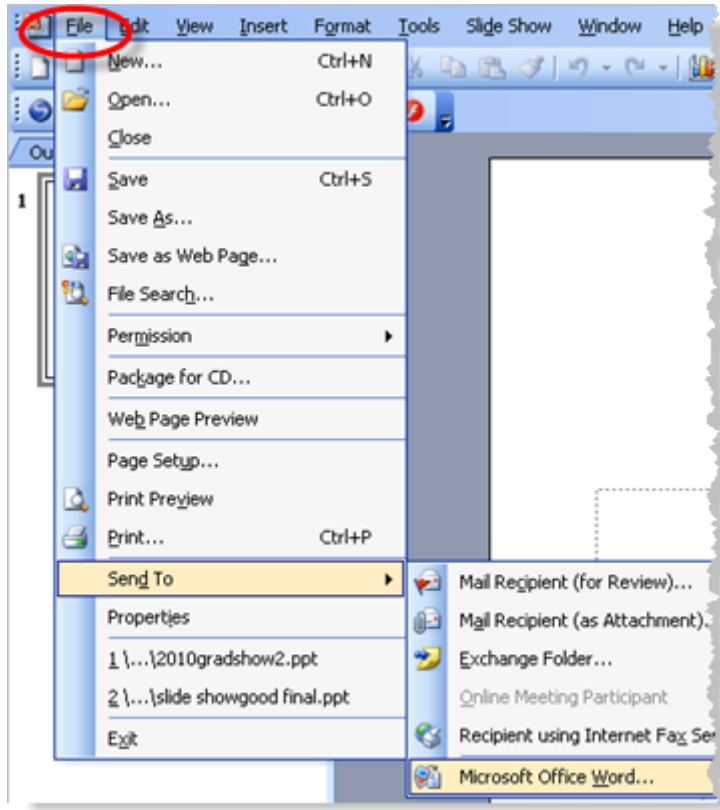 File Edit View Insert Format Tools Slide Show Window Help
New... Ctrl+N
Open... Ctrl+O
Close
Save Ctrl+S
Save As...
Save as Web Page...
File Search...
Permission
Package for CD...
Web Page Preview
Page Setup...
Print Preview
Print... Ctrl+P
Send To
Properties
1 \...\2010gradshow2.ppt
2 \...\slide showgood final.ppt
Exit
Ou
1
Mail Recipient (for Review)...
Mail Recipient (as Attachment).
Exchange Folder...
Online Meeting Participant
Recipient using Internet Fax Ser
Microsoft Office Word...